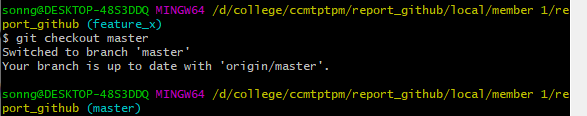 sonng@DESKTOP-48S3DDQ MINGW64 /d/college/ccmtptpm/report_github/local/member 1/re
port_github (feature_x)
$ git checkout master
Switched to branch 'master'
Your branch is up to date with 'origin/master'.
sonng@DESKTOP-48S3DDQ MINGW64 /d/college/ccmtptpm/report_github/local/member 1/re
port_github (master)